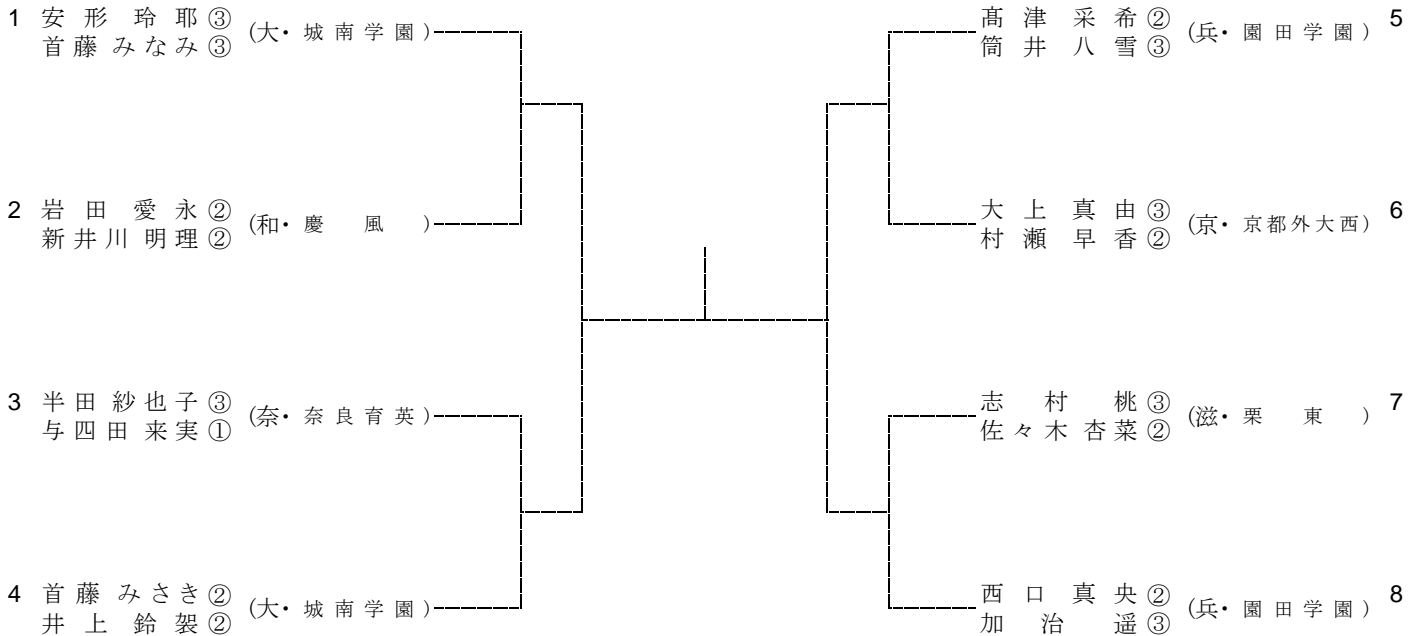 1 安形玲耶③ (大・城南学園)
首藤みなみ③
2 岩田愛永② (和・慶風)
新井川明理②
3 半田紗也子③ (奈・奈良育英)
与四田来実①
4 首藤みさき② (大・城南学園)
井上鈴袈②
髙津采希② (兵・園田学園) 5
筒井八雪③
大上真由③ (京・京都外大西) 6
村瀬早香②
志村桃③ (滋・栗東) 7
佐々木杏菜②
西口真央② (兵・園田学園) 8
加治遥③